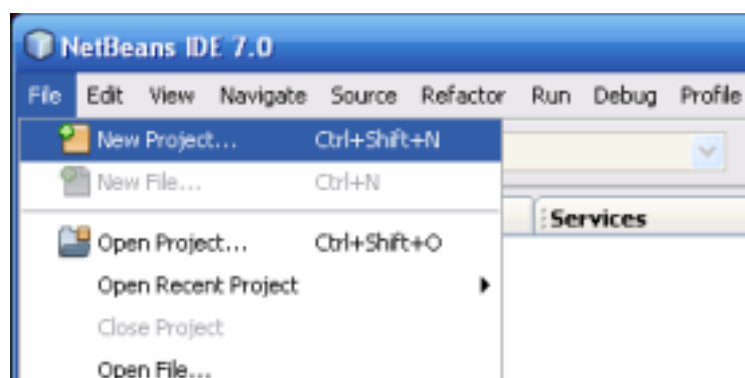 NetBeans IDE 7.0
File Edit View Navigate Source Refactor Run Debug Profile
New Project... Ctrl+Shift+N
New File... Ctrl+N
Services
Open Project... Ctrl+Shift+O
Open Recent Project
Close Project
Open File...